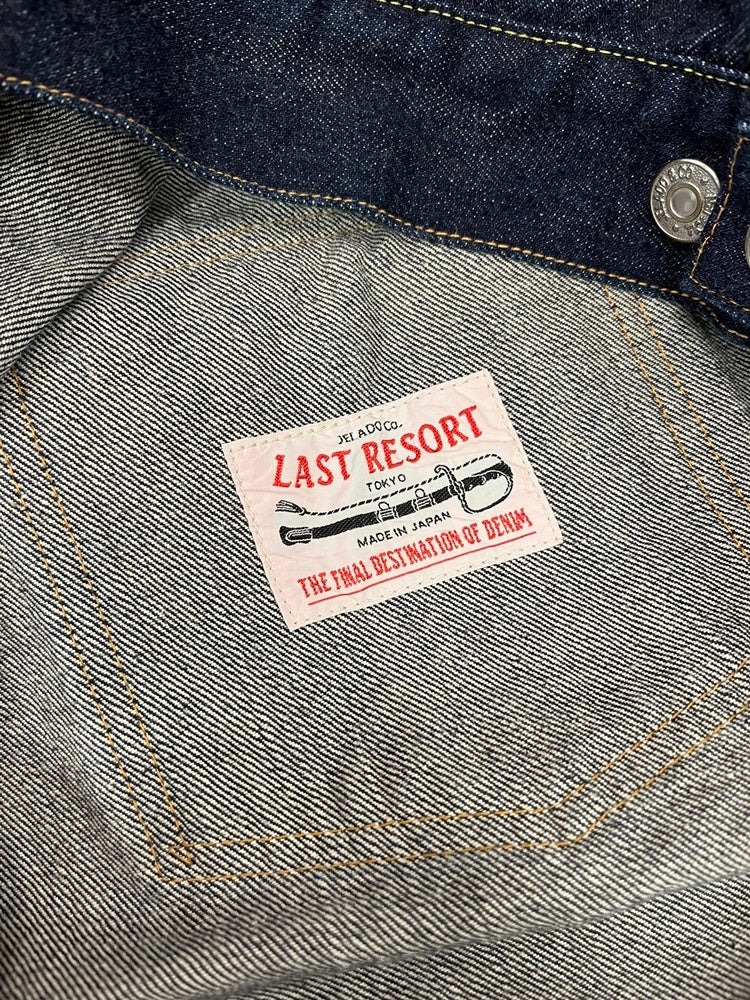 JELADO Co.
LAST RESORT
TOKYO
MADE IN JAPAN
THE FINAL DESTINATION OF DENIM